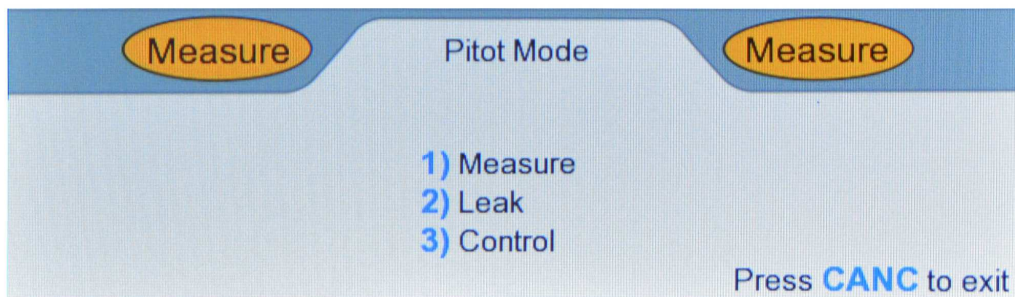 Measure Pitot Mode Measure
1) Measure
2) Leak
3) Control
Press CANC to exit